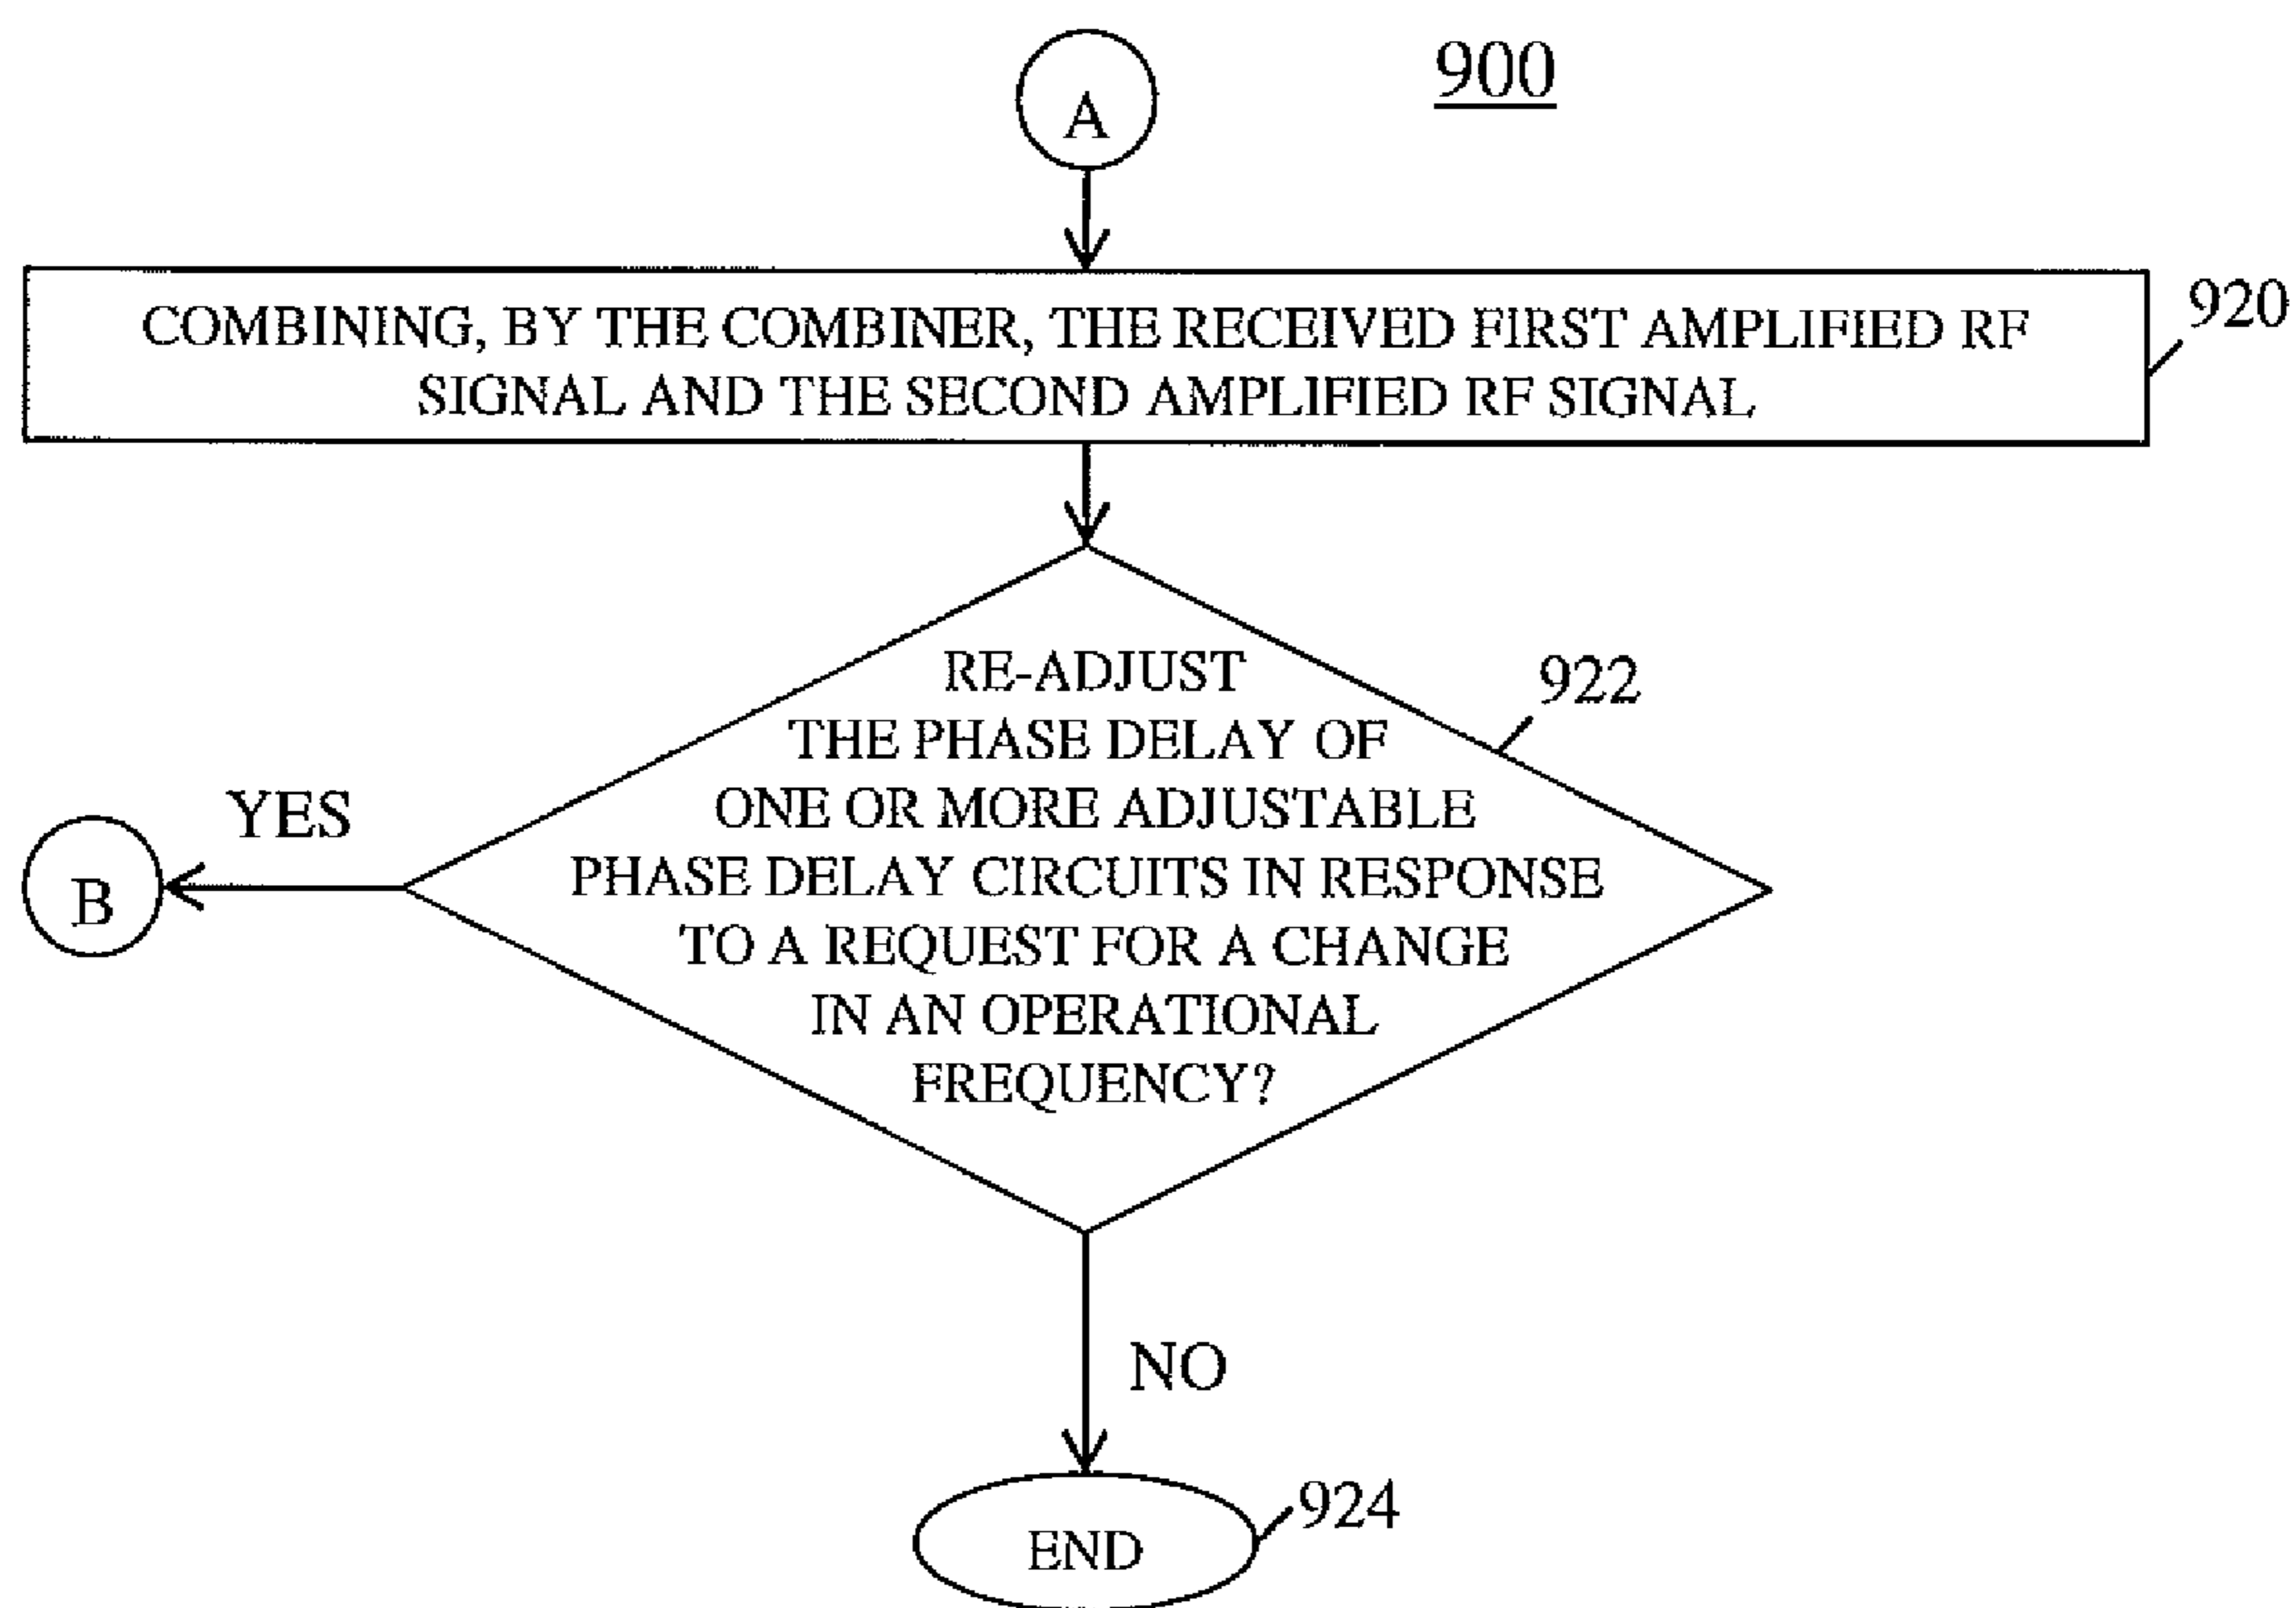 A
900
COMBINING, BY THE COMBINER, THE RECEIVED FIRST AMPLIFIED RF
SIGNAL AND THE SECOND AMPLIFIED RF SIGNAL
920
RE-ADJUST
THE PHASE DELAY OF
ONE OR MORE ADJUSTABLE
PHASE DELAY CIRCUITS IN RESPONSE
TO A REQUEST FOR A CHANGE
IN AN OPERATIONAL
FREQUENCY?
922
YES
B
NO
END
924